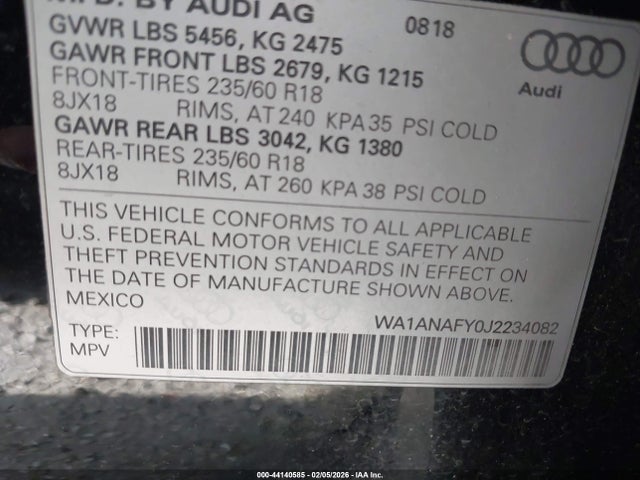 MFD. BY AUDI AG 0818
GVWR LBS 5456, KG 2475
GAWR FRONT LBS 2679, KG 1215
FRONT-TIRES 235/60 R18
8JX18 RIMS, AT 240 KPA 35 PSI COLD
GAWR REAR LBS 3042, KG 1380
REAR-TIRES 235/60 R18
8JX18 RIMS, AT 260 KPA 38 PSI COLD
Audi
THIS VEHICLE CONFORMS TO ALL APPLICABLE
U.S. FEDERAL MOTOR VEHICLE SAFETY AND
THEFT PREVENTION STANDARDS IN EFFECT ON
THE DATE OF MANUFACTURE SHOWN ABOVE.
MEXICO
WA1ANAFY0J2234082
TYPE:
MPV
000-44140585 - 02/05/2026 - IAA Inc.